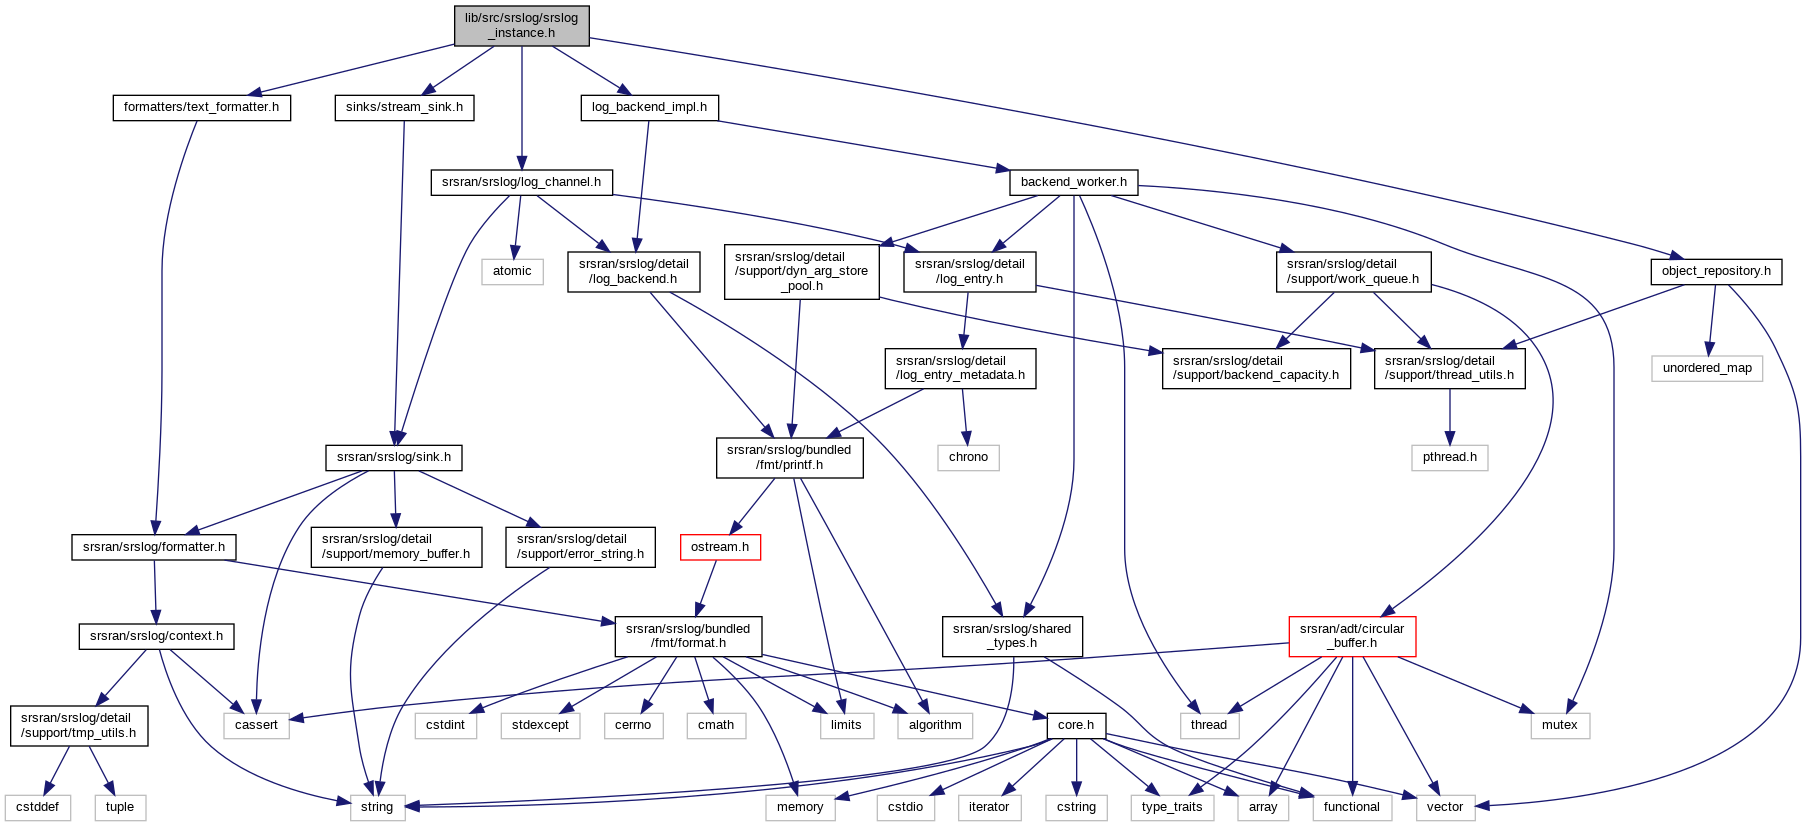 lib/src/srslog/srslog
_instance.h
formatters/text_formatter.h
sinks/stream_sink.h
log_backend_impl.h
srsran/srslog/log_channel.h
backend_worker.h
atomic
srsran/srslog/detail
/log_backend.h
srsran/srslog/detail
/support/dyn_arg_store
_pool.h
srsran/srslog/detail
/log_entry.h
srsran/srslog/detail
/support/work_queue.h
object_repository.h
srsran/srslog/detail
/log_entry_metadata.h
srsran/srslog/detail
/support/backend_capacity.h
srsran/srslog/detail
/support/thread_utils.h
unordered_map
srsran/srslog/sink.h
srsran/srslog/bundled
/fmt/printf.h
chrono
pthread.h
srsran/srslog/formatter.h
srsran/srslog/detail
/support/memory_buffer.h
srsran/srslog/detail
/support/error_string.h
ostream.h
srsran/srslog/context.h
srsran/srslog/bundled
/fmt/format.h
srsran/srslog/shared
_types.h
srsran/adt/circular
_buffer.h
srsran/srslog/detail
/support/tmp_utils.h
cassert
cstdint
stdexcept
cerrno
cmath
limits
algorithm
core.h
thread
mutex
cstddef
tuple
string
memory
cstdio
iterator
cstring
type_traits
array
functional
vector